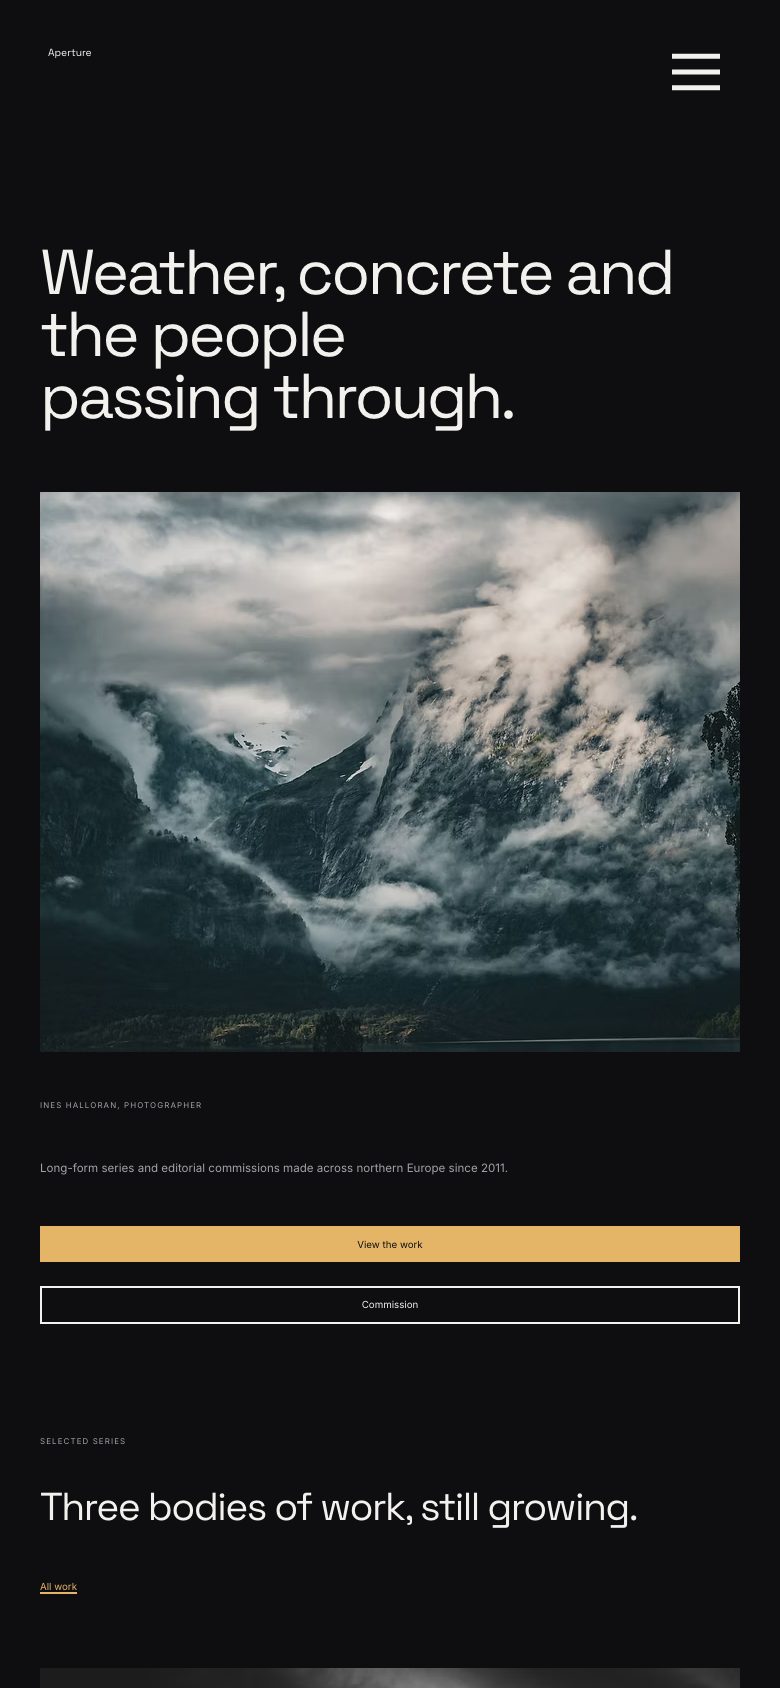 Aperture
Weather, concrete and
the people
passing through.
INES HALLORAN, PHOTOGRAPHER
Long-form series and editorial commissions made across northern Europe since 2011.
View the work
Commission
SELECTED SERIES
Three bodies of work, still growing.
All work